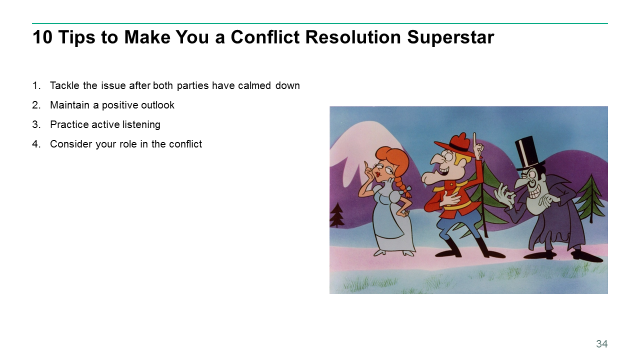 10 Tips to Make You a Conflict Resolution Superstar
1. Tackle the issue after both parties have calmed down
2. Maintain a positive outlook
3. Practice active listening
4. Consider your role in the conflict
34